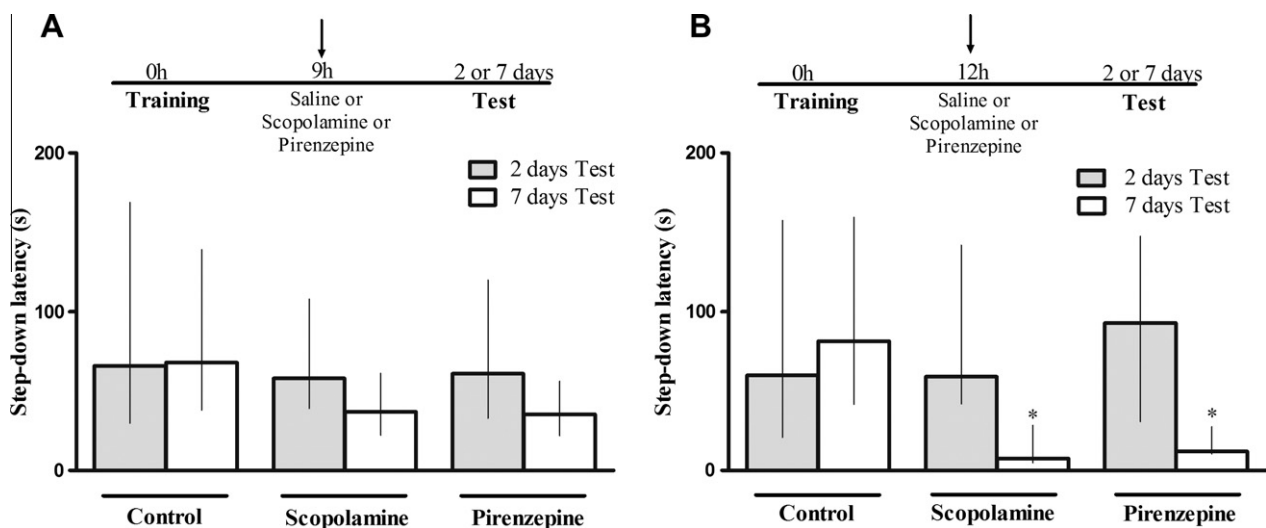 A
0h 9h 2 or 7 days
Training Saline or Scopolamine or Pirenzepine Test
200
100
0
Step-down latency (s)
2 days Test
7 days Test
Control Scopolamine Pirenzepine
B
0h 12h 2 or 7 days
Training Saline or Scopolamine or Pirenzepine Test
200
100
0
Step-down latency (s)
2 days Test
7 days Test
* *
Control Scopolamine Pirenzepine